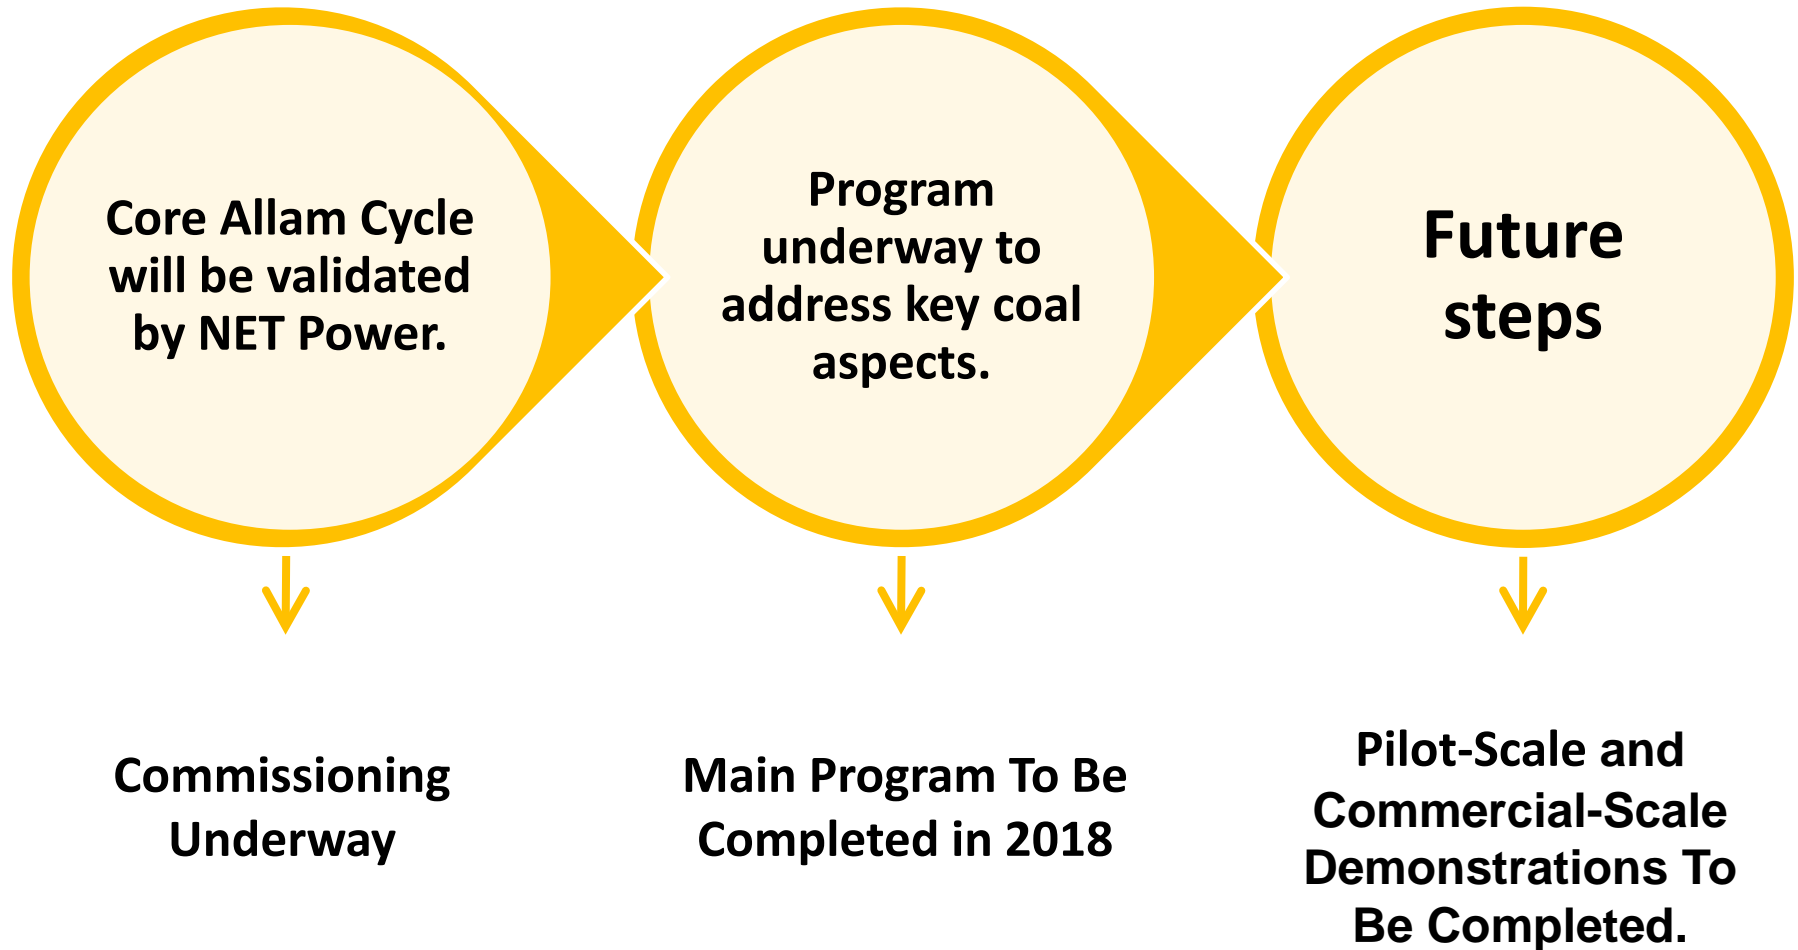 Core Allam Cycle
will be validated
by NET Power.
Program
underway to
address key coal
aspects.
Future
steps
Commissioning
Underway
Main Program To Be
Completed in 2018
Pilot-Scale and
Commercial-Scale
Demonstrations To
Be Completed.